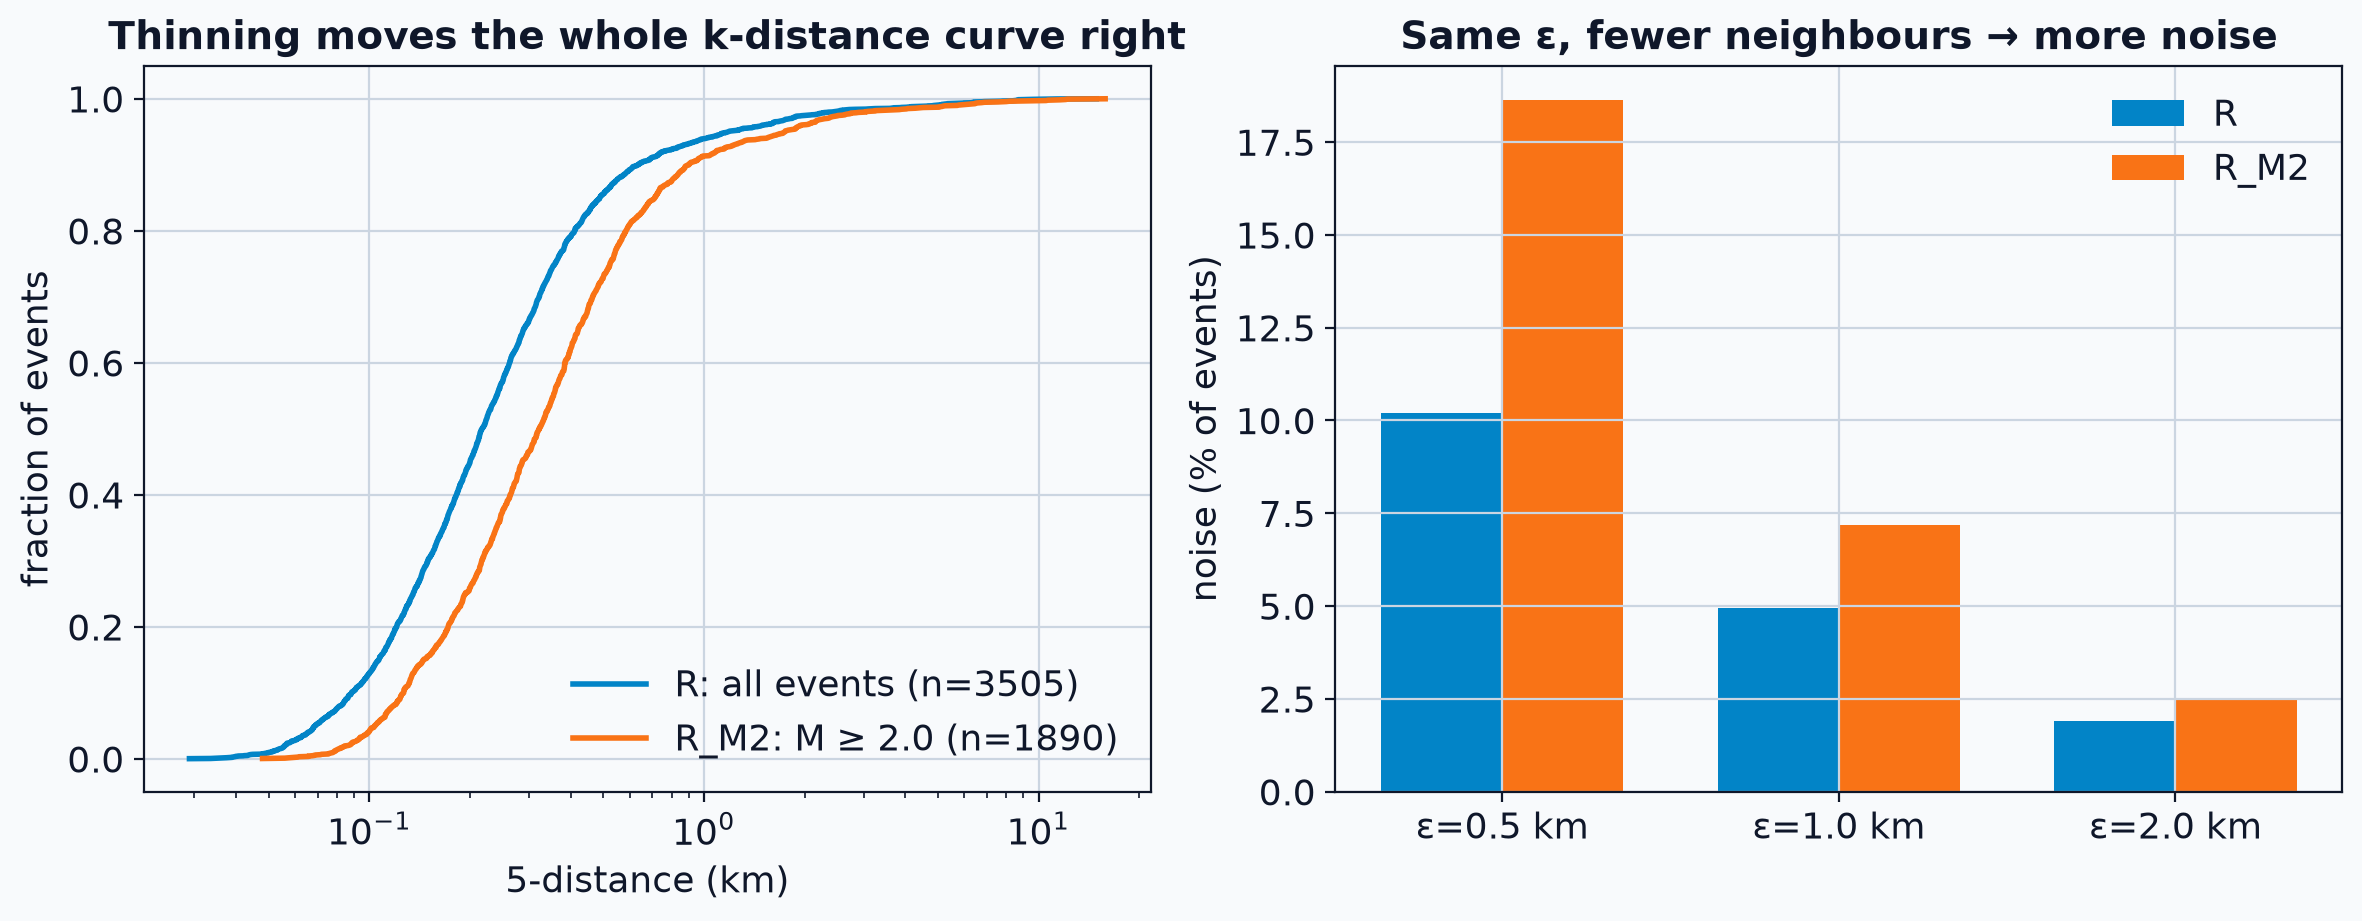 Thinning moves the whole k-distance curve right
fraction of events
1.0
0.8
0.6
0.4
0.2
0.0
R: all events (n=3505)
R_M2: M ≥ 2.0 (n=1890)
10⁻¹
10⁰
10¹
5-distance (km)
Same ε, fewer neighbours → more noise
noise (% of events)
17.5
15.0
12.5
10.0
7.5
5.0
2.5
0.0
R
R_M2
ε=0.5 km
ε=1.0 km
ε=2.0 km